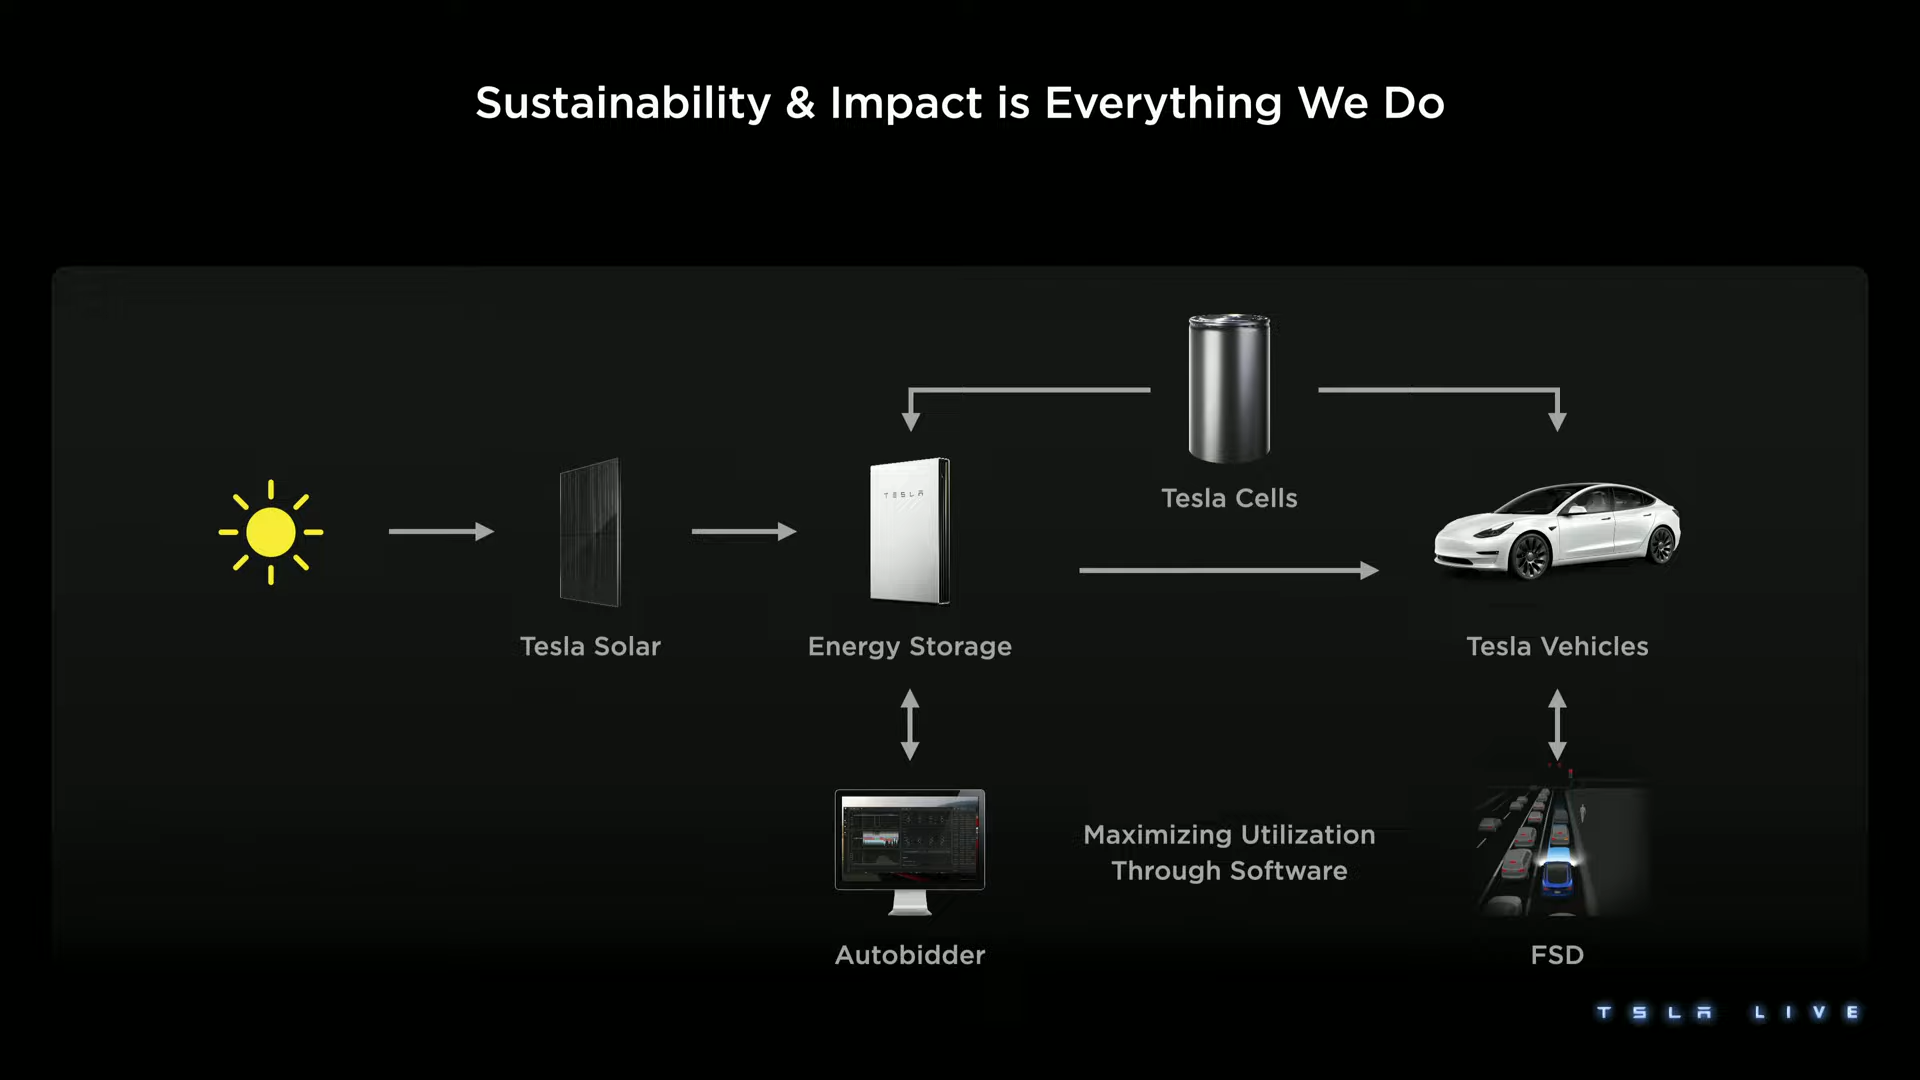 Sustainability & Impact is Everything We Do
Tesla Cells
TESLA
Tesla Solar
Energy Storage
Tesla Vehicles
Maximizing Utilization
Through Software
Autobidder
FSD
TSLA LIVE